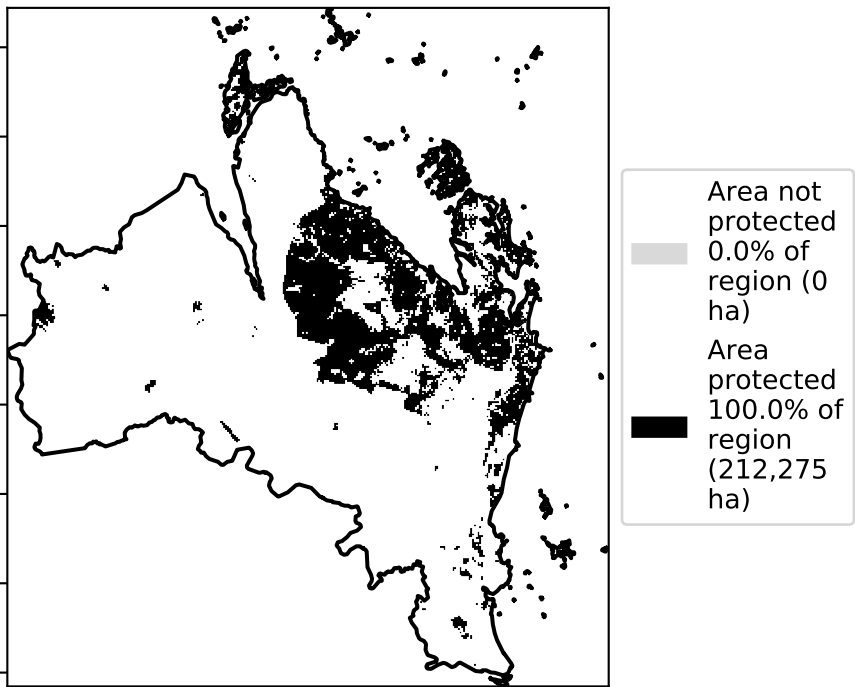 Area not
protected
0.0% of
region (0
ha)
Area
protected
100.0% of
region
(212,275
ha)